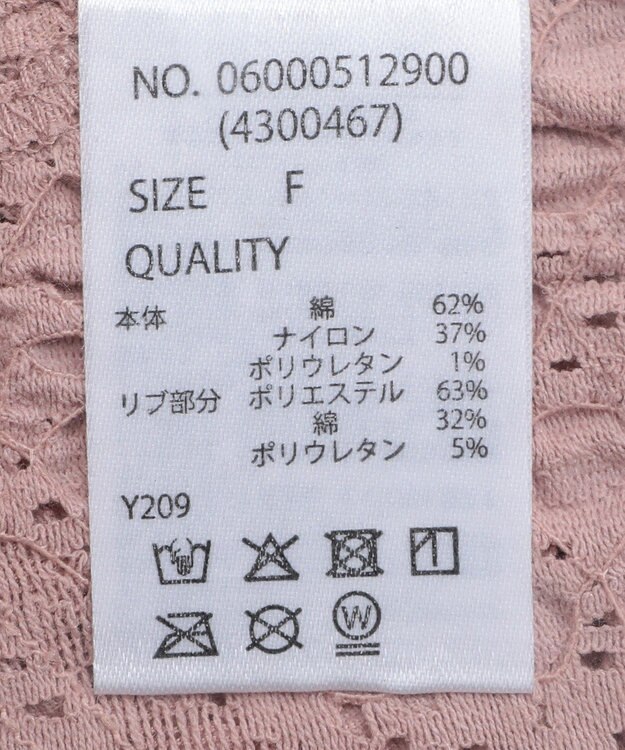 NO. 06000512900
(4300467)
SIZE F
QUALITY
本体 綿 62%
ナイロン 37%
ポリウレタン 1%
リブ部分 ポリエステル 63%
綿 32%
ポリウレタン 5%
Y209
W